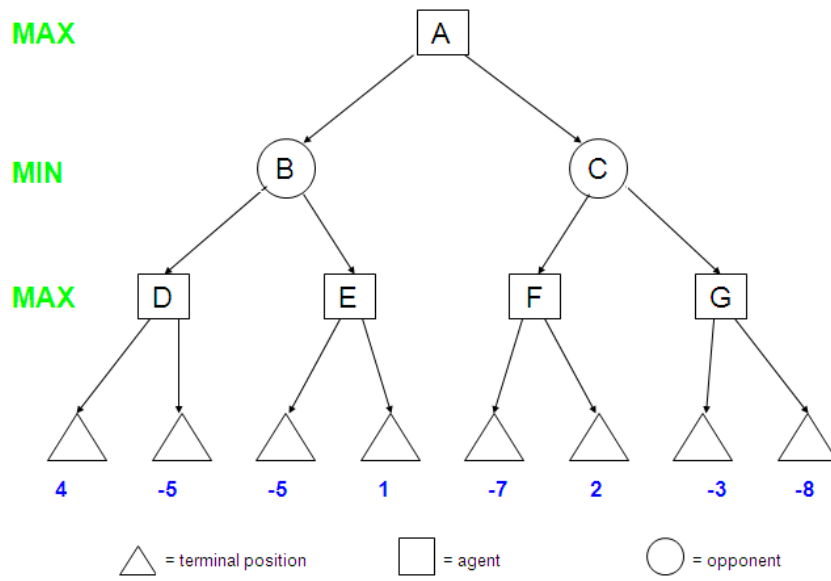 MAX A
MIN B C
MAX D E F G
4 -5 -5 1 -7 2 -3 -8
= terminal position = agent = opponent